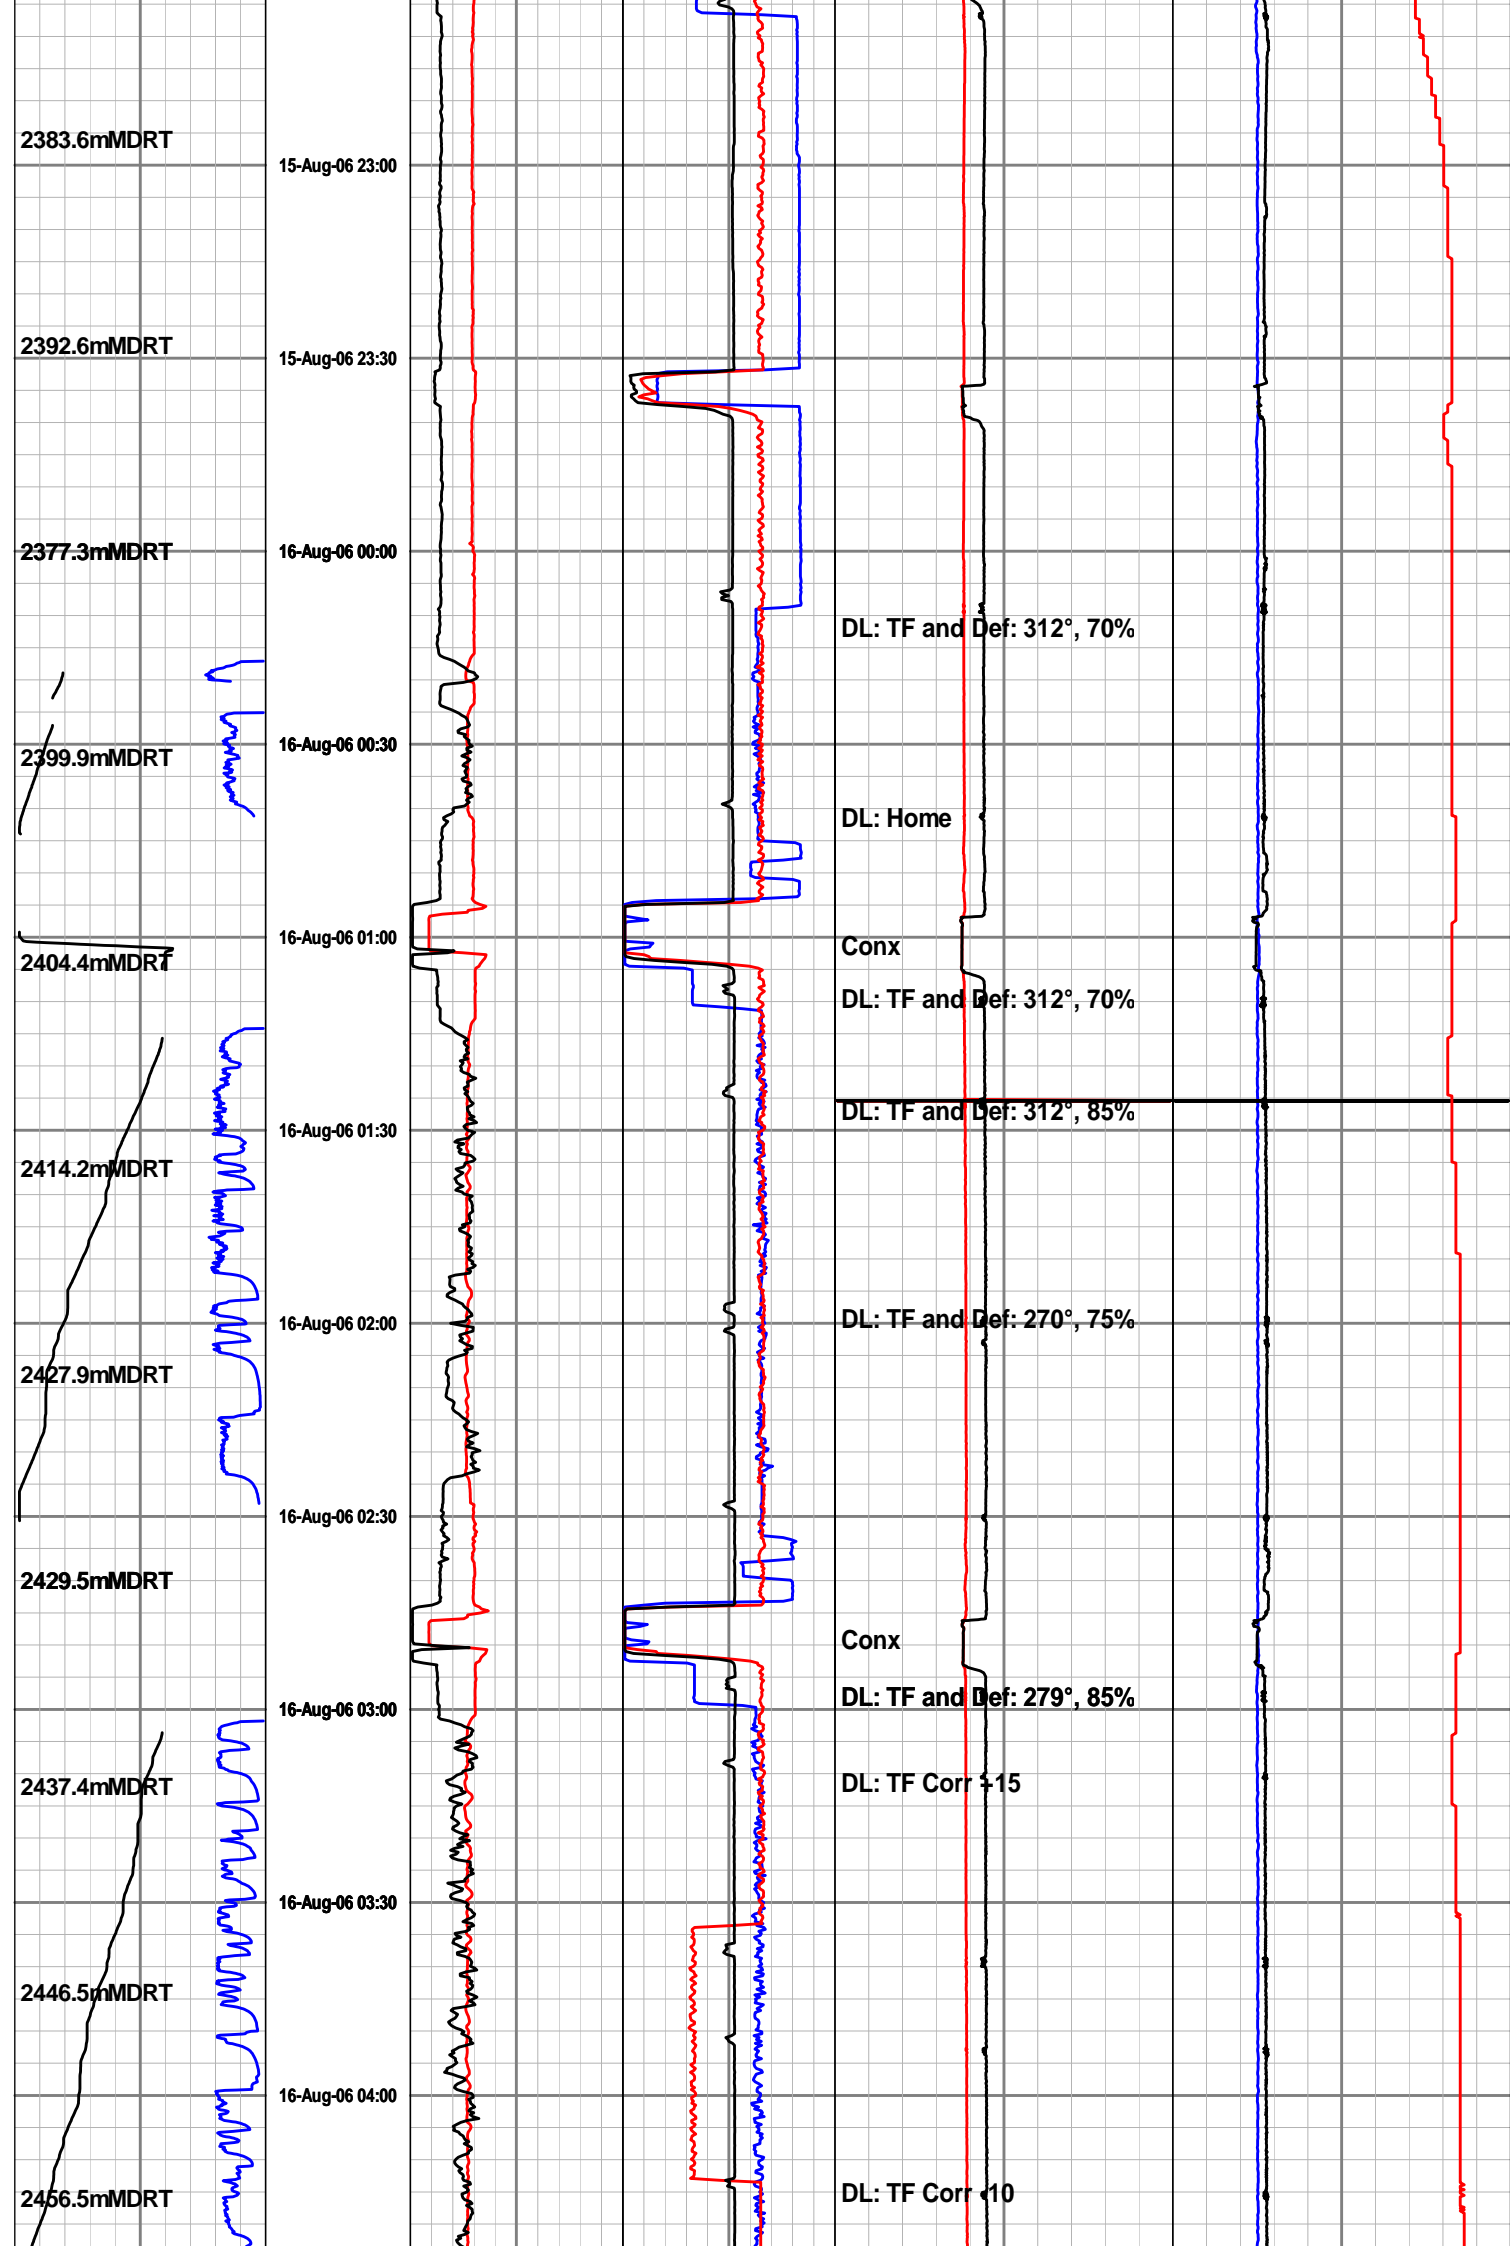 2383.6mMDRT
15-Aug-06 23:00
2392.6mMDRT
15-Aug-06 23:30
2377.3mMDRT
16-Aug-06 00:00
DL: TF and Def: 312°, 70%
16-Aug-06 00:30
2399.9mMDRT
DL: Home
16-Aug-06 01:00
Conx
2404.4mMDRT
DL: TF and Def: 312°, 70%
DL: TF and Def: 312°, 85%
16-Aug-06 01:30
2414.2mMDRT
DL: TF and Def: 270°, 75%
16-Aug-06 02:00
2427.9mMDRT
16-Aug-06 02:30
2429.5mMDRT
Conx
DL: TF and Def: 279°, 85%
16-Aug-06 03:00
DL: TF Corr +15
2437.4mMDRT
16-Aug-06 03:30
2446.5mMDRT
16-Aug-06 04:00
DL: TF Corr 10
2456.5mMDRT